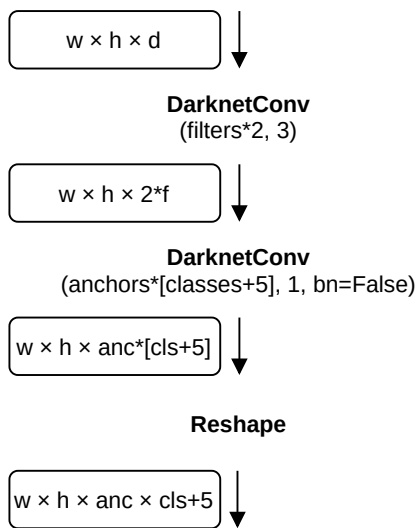 w × h × d
DarknetConv
(filters*2, 3)
w × h × 2*f
DarknetConv
(anchors*[classes+5], 1, bn=False)
w × h × anc*[cls+5]
Reshape
w × h × anc × cls+5